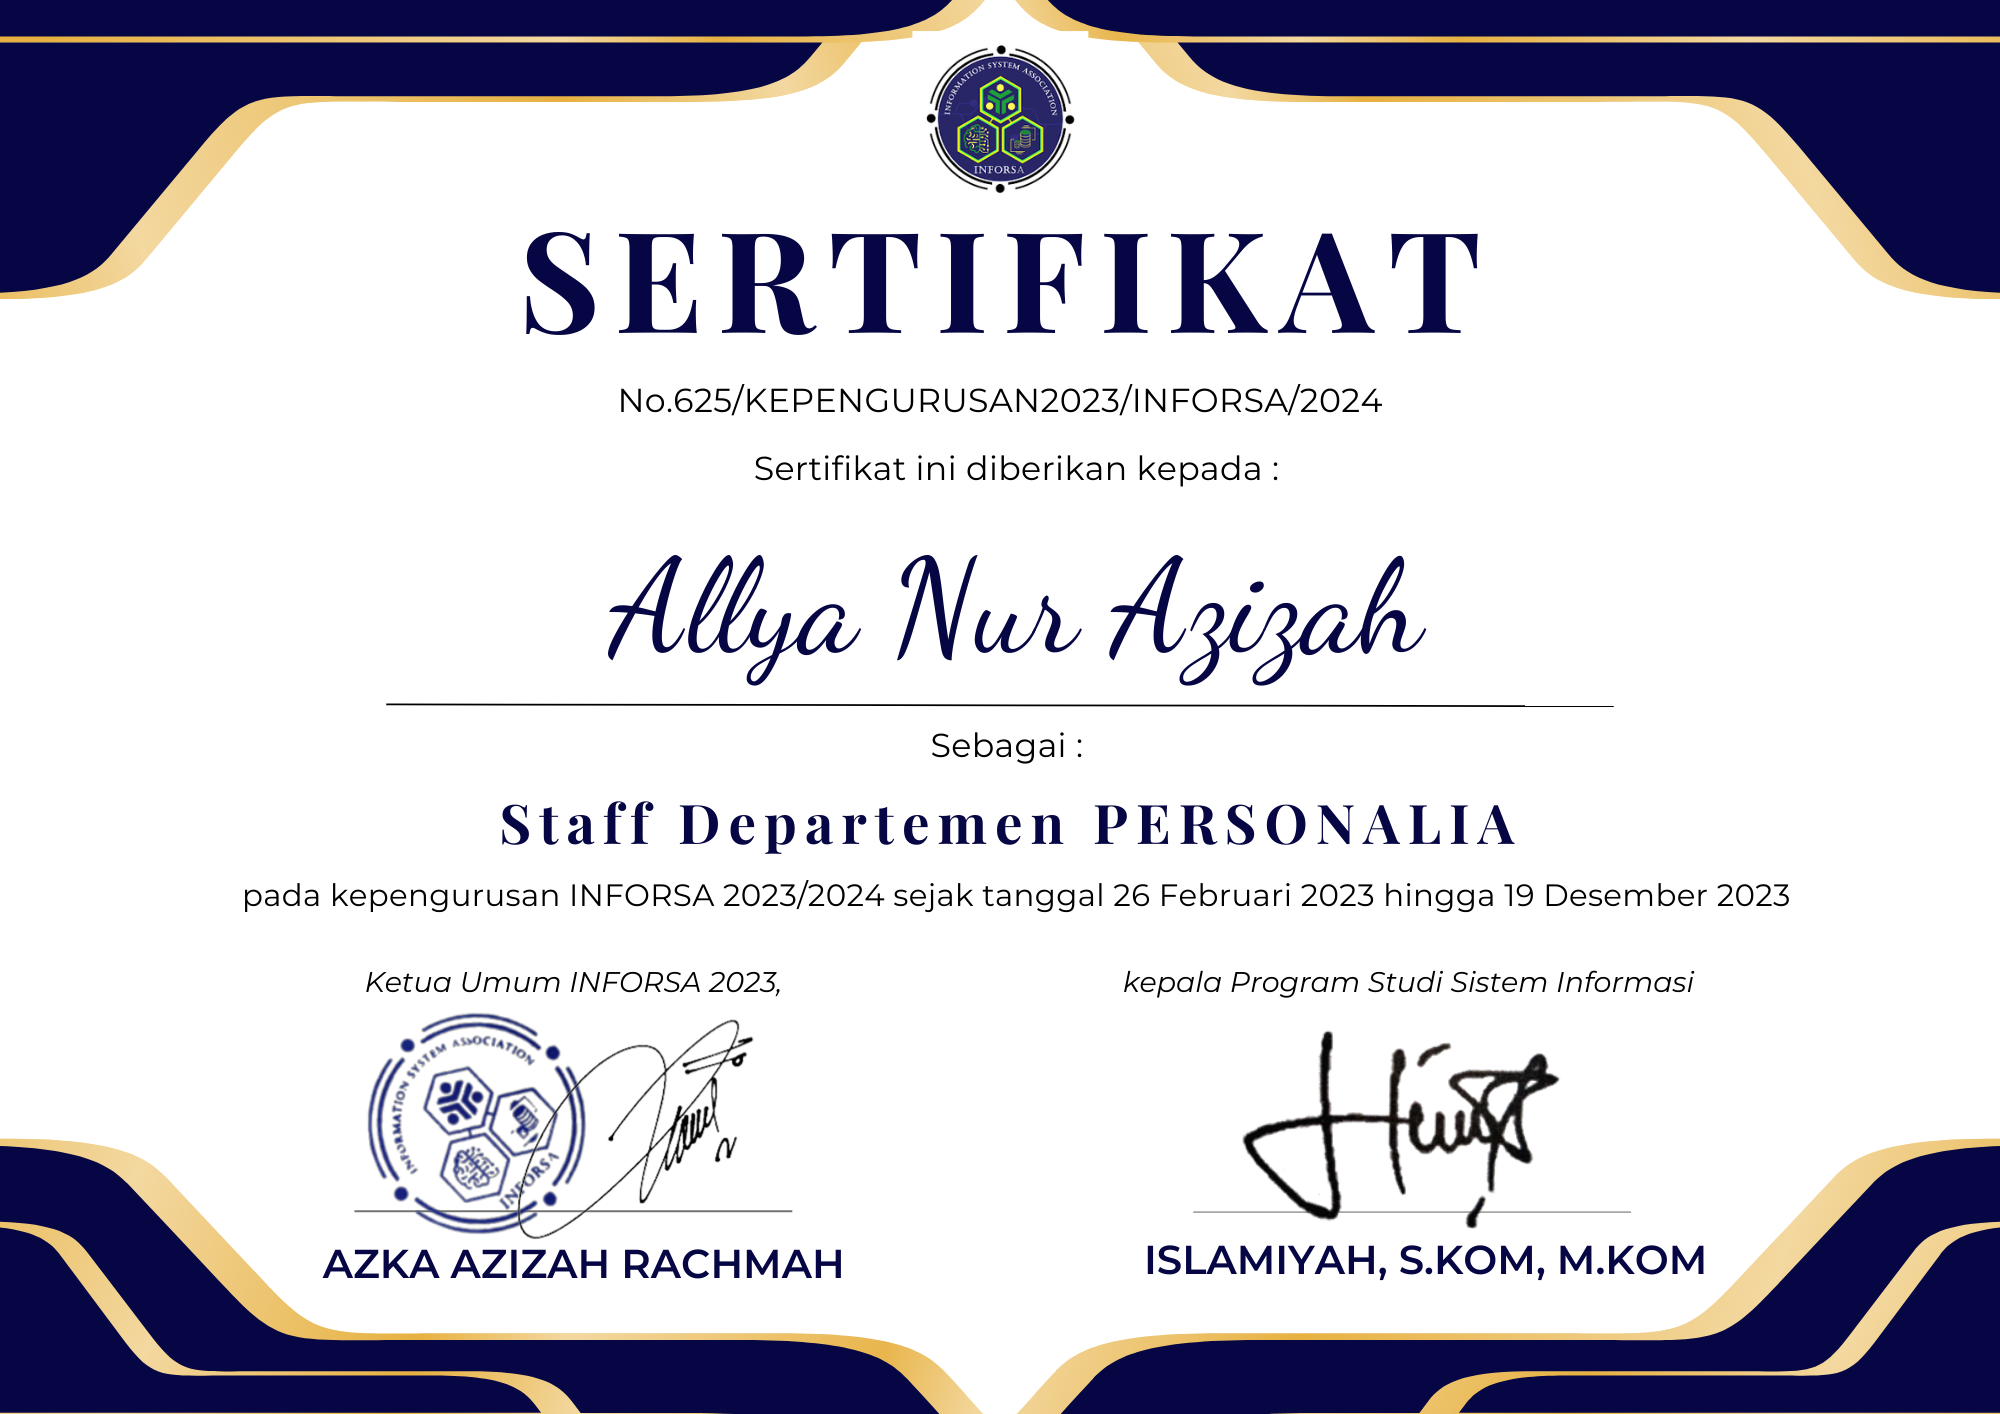 INFORMATION SYSTEM ASSOCIATION
INFORSA
SERTIFIKAT
No.625/KEPENGURUSAN2023/INFORSA/2024
Sertifikat ini diberikan kepada :
Allya Nur Azizah
Sebagai :
Staff Departemen PERSONALIA
pada kepengurusan INFORSA 2023/2024 sejak tanggal 26 Februari 2023 hingga 19 Desember 2023
Ketua Umum INFORSA 2023,
kepala Program Studi Sistem Informasi
INFORMATION SYSTEM ASSOCIATION
INFORSA
AZKA AZIZAH RACHMAH
ISLAMIYAH, S.KOM, M.KOM